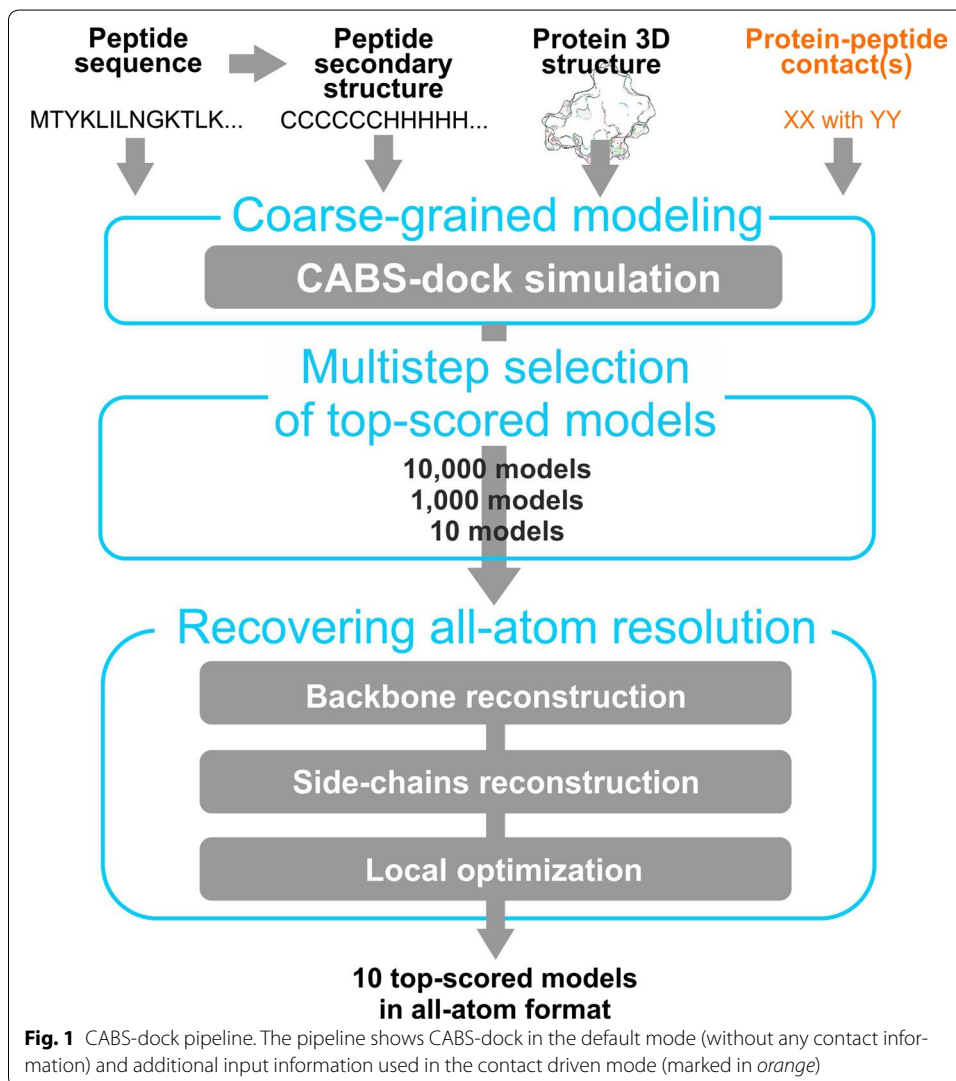 Peptide sequence
MTYKLILNGKTLK...
Peptide secondary structure
CCCCCCHHHHH...
Protein 3D structure
Protein-peptide contact(s)
XX with YY
Coarse-grained modeling
CABS-dock simulation
Multistep selection
of top-scored models
10,000 models
1,000 models
10 models
Recovering all-atom resolution
Backbone reconstruction
Side-chains reconstruction
Local optimization
10 top-scored models
in all-atom format
Fig. 1 CABS-dock pipeline. The pipeline shows CABS-dock in the default mode (without any contact infor-
mation) and additional input information used in the contact driven mode (marked in orange)